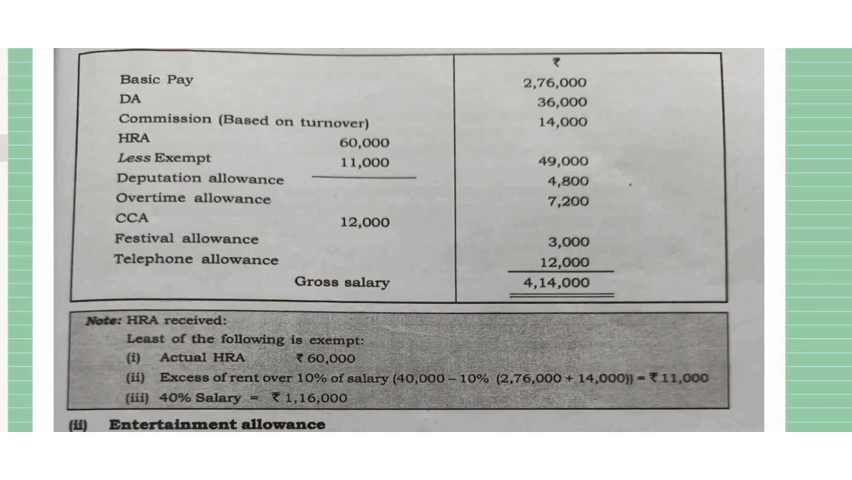 ₹
Basic Pay 2,76,000
DA 36,000
Commission (Based on turnover) 14,000
HRA 60,000
Less Exempt 11,000 49,000
Deputation allowance 4,800
Overtime allowance 7,200
CCA 12,000
Festival allowance 3,000
Telephone allowance 12,000
Gross salary 4,14,000
Note: HRA received:
Least of the following is exempt:
(i) Actual HRA ₹ 60,000
(ii) Excess of rent over 10% of salary (40,000 – 10% (2,76,000 + 14,000)) = ₹ 11,000
(iii) 40% Salary = ₹ 1,16,000
(ii) Entertainment allowance